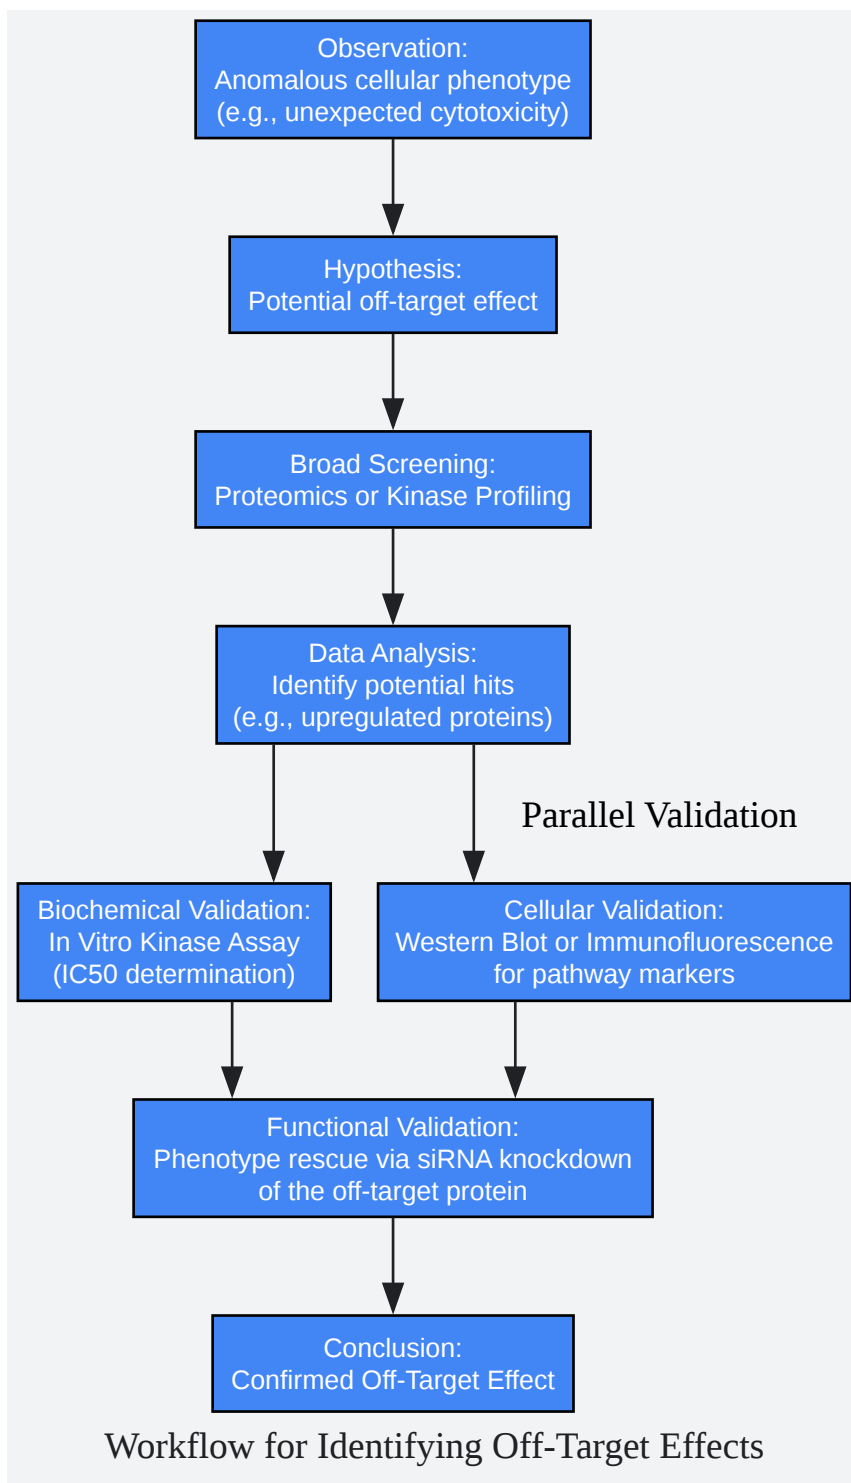 Observation:
Anomalous cellular phenotype
(e.g., unexpected cytotoxicity)
Hypothesis:
Potential off-target effect
Broad Screening:
Proteomics or Kinase Profiling
Data Analysis:
Identify potential hits
(e.g., upregulated proteins)
Parallel Validation
Biochemical Validation:
In Vitro Kinase Assay
(IC50 determination)
Cellular Validation:
Western Blot or Immunofluorescence
for pathway markers
Functional Validation:
Phenotype rescue via siRNA knockdown
of the off-target protein
Conclusion:
Confirmed Off-Target Effect
Workflow for Identifying Off-Target Effects